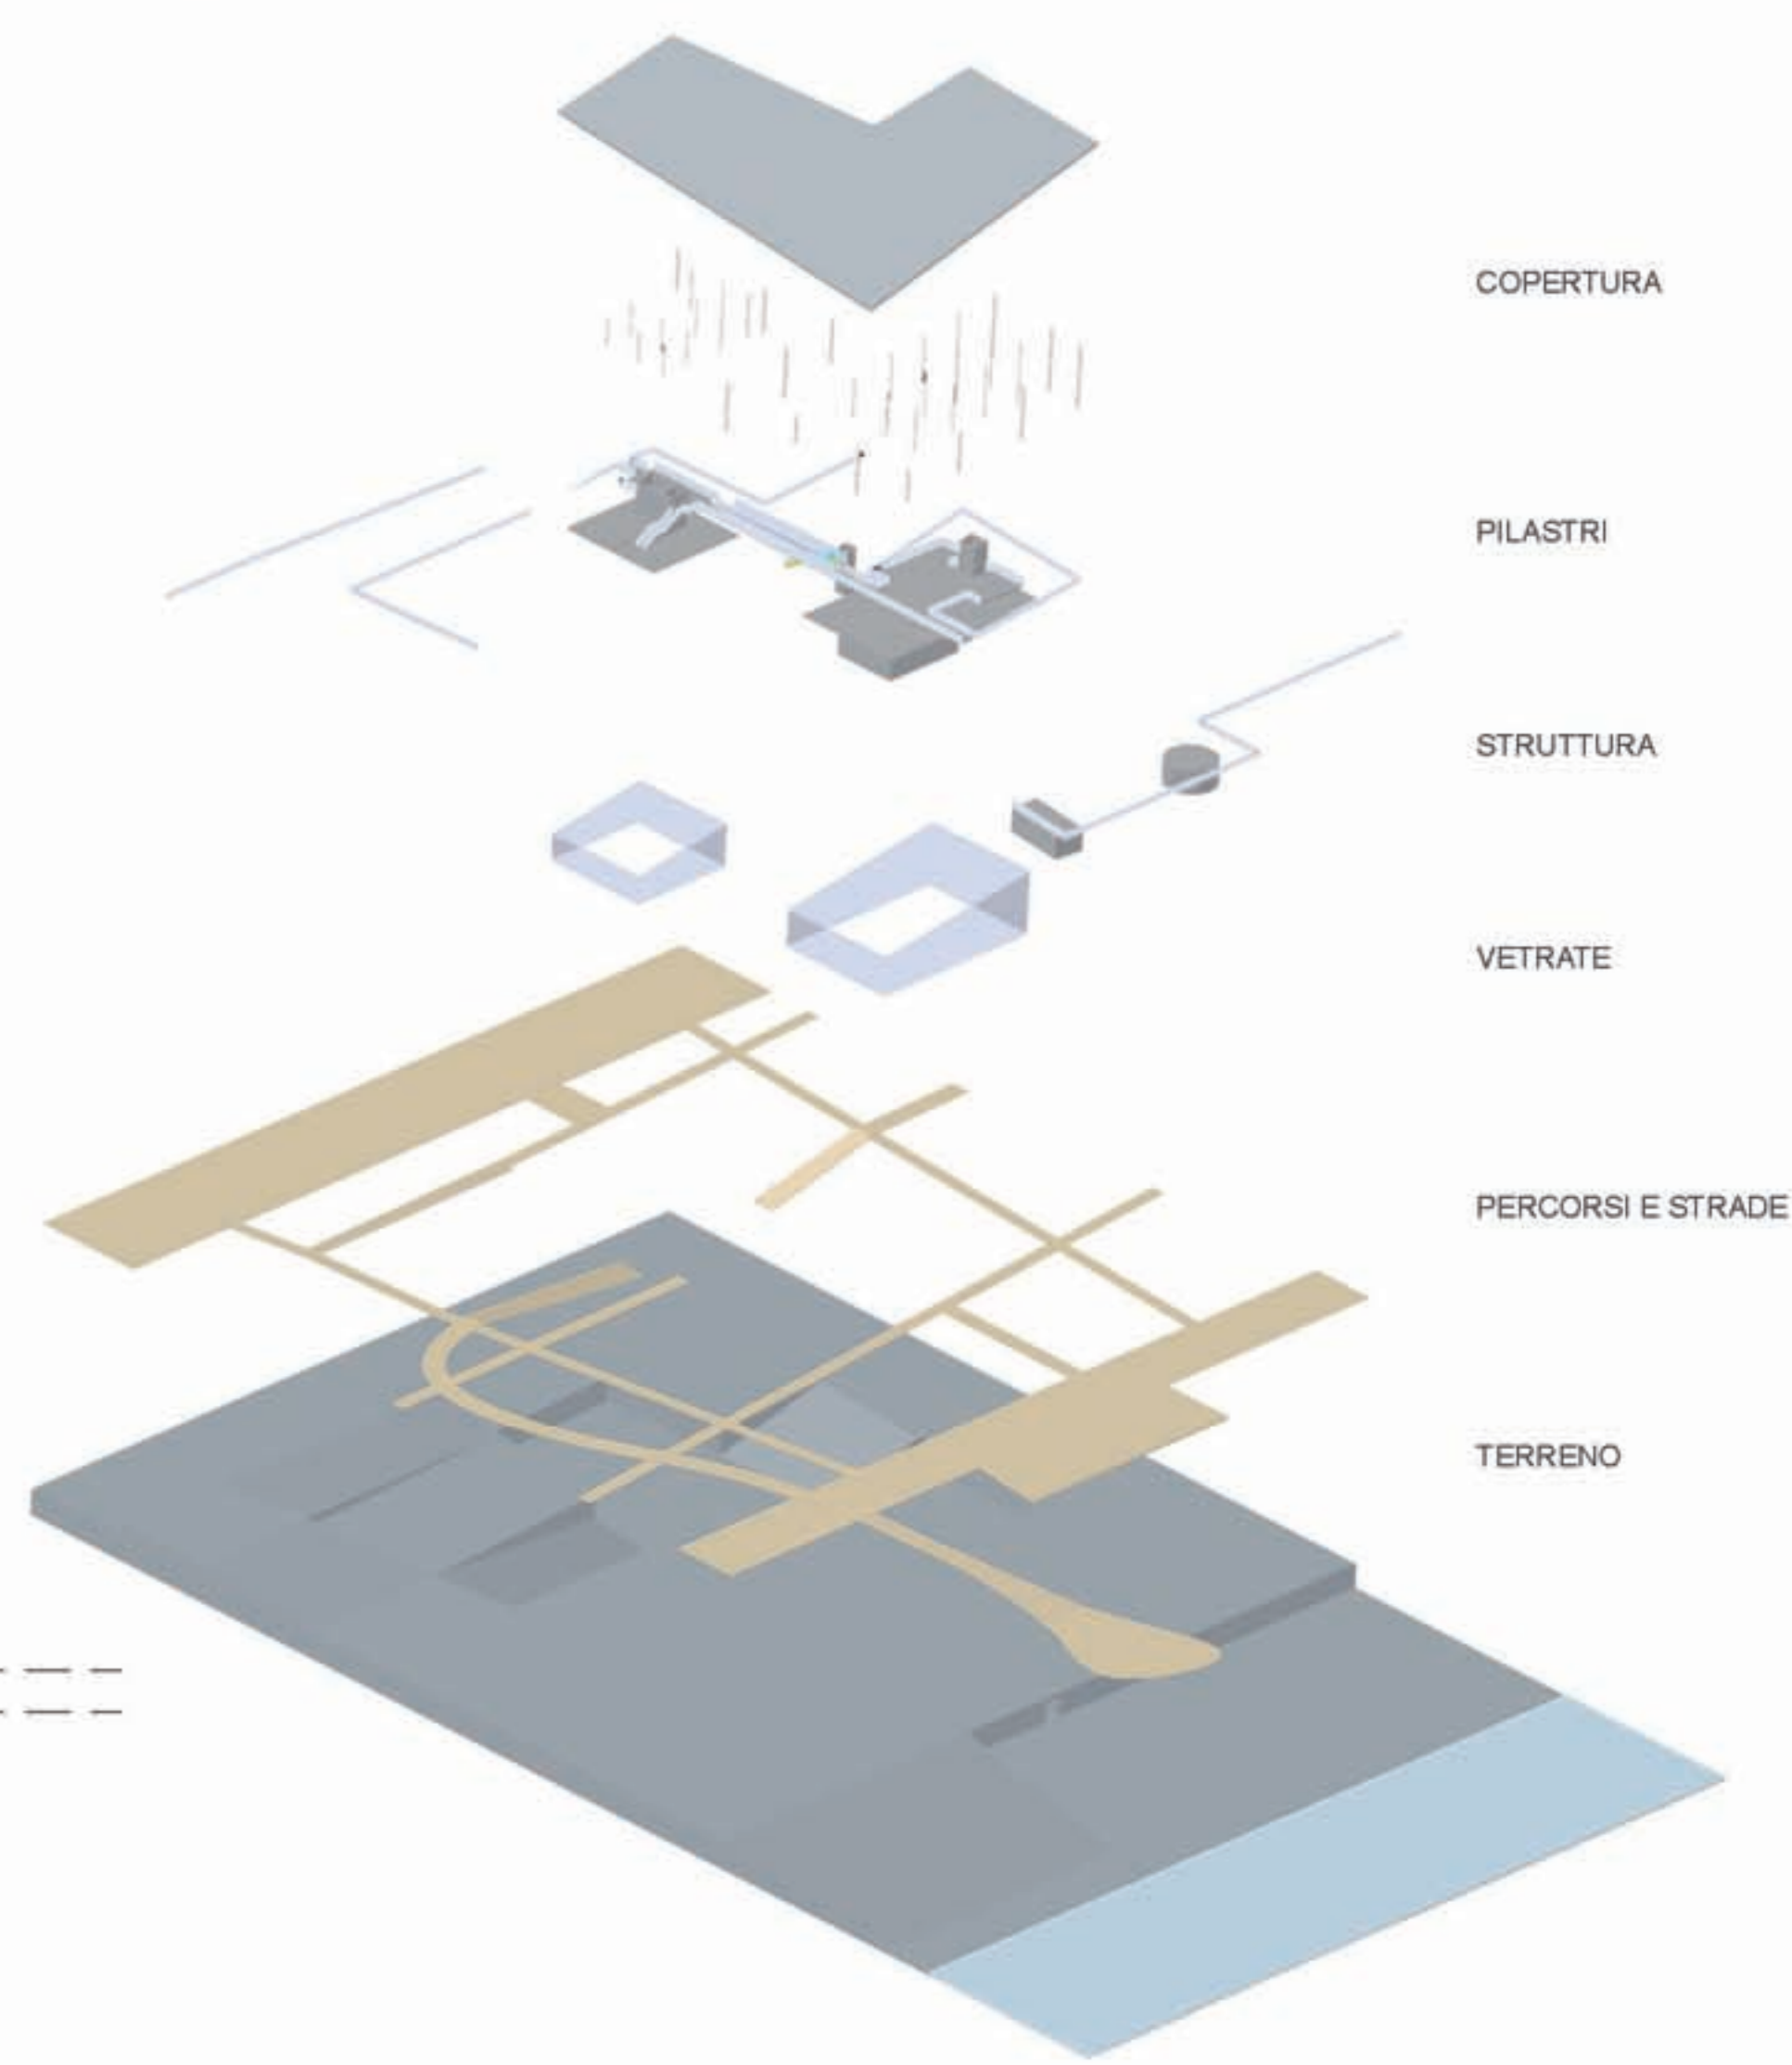 COPERTURA
PILASTRI
STRUTTURA
VETRATE
PERCORSI E STRADE
TERRENO